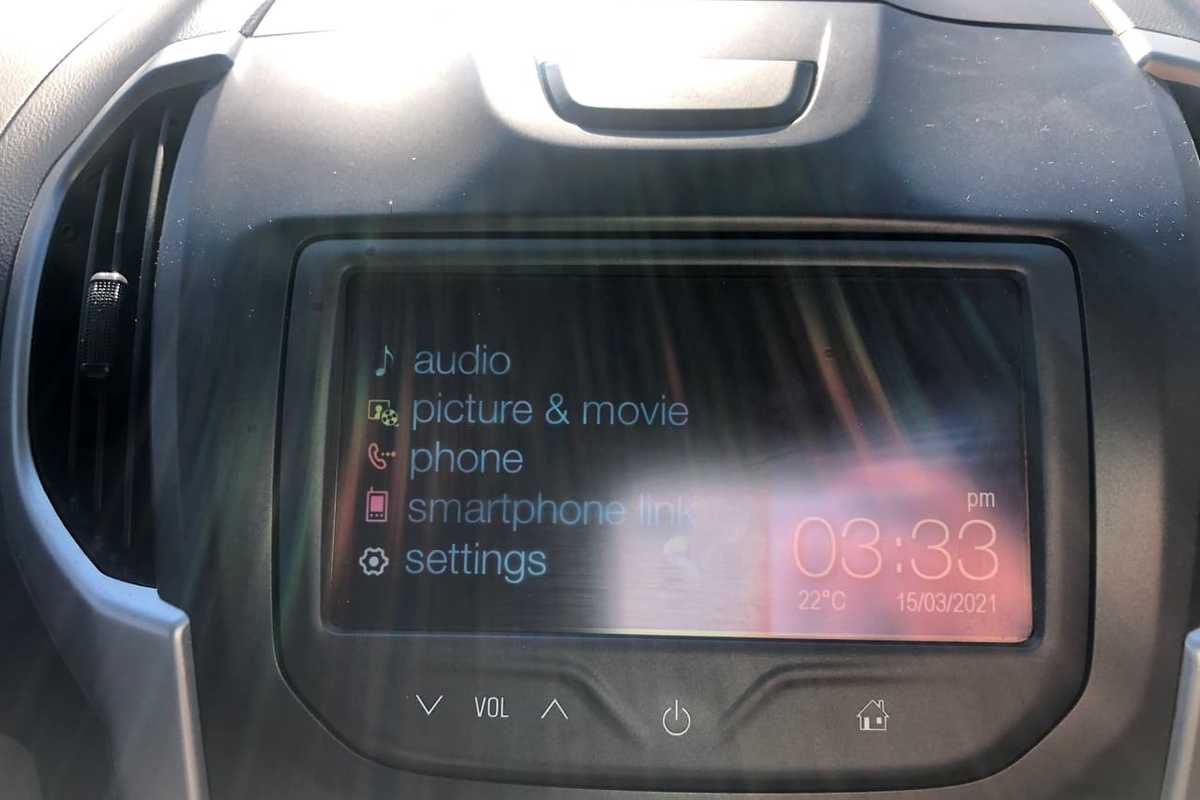 audio
picture & movie
phone
smartphone link
settings
pm
03:33
22°C 15/03/2021
VOL